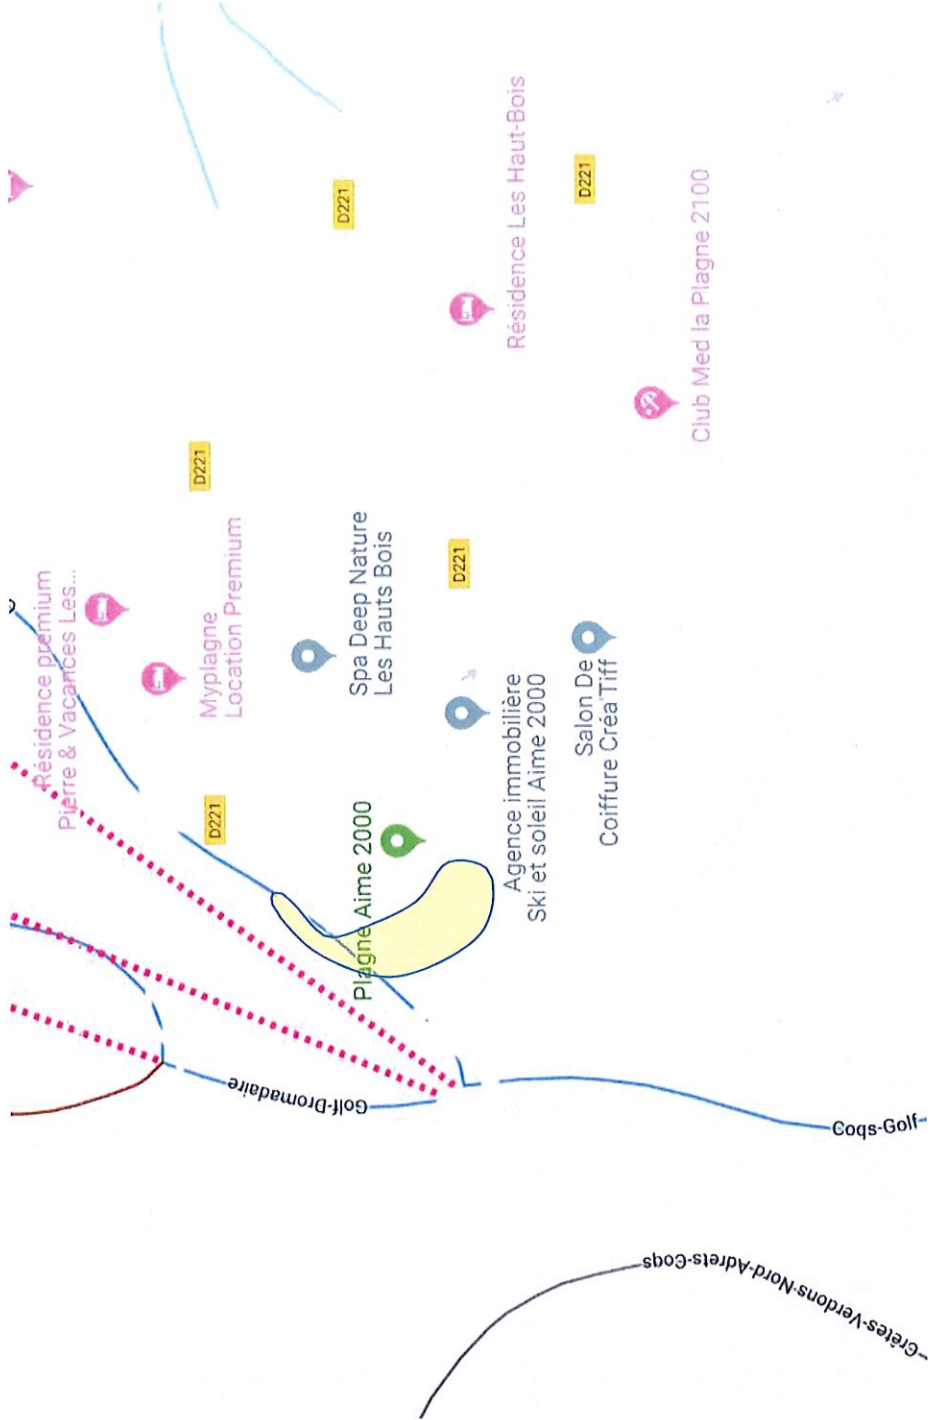 Résidence premium
Pierre & Vacances Les...
Myplagne
Location Premium
D221
D221
D221
D221
D221
Spa Deep Nature
Les Hauts Bois
Résidence Les Haut-Bois
Club Med la Plagne 2100
Plagne Aime 2000
Agence immobilière
Ski et soleil Aime 2000
Salon De
Coiffure Créa'Tiff
Golf-Dromadaire
Coqs-Golf
Crêtes-Verdons-Nord-Adrets-Coqs